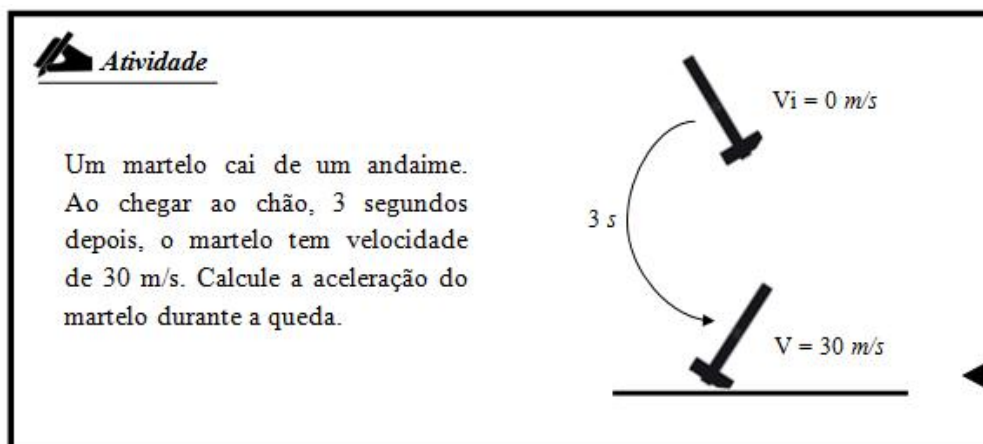 Atividade
Um martelo cai de um andaime.
Ao chegar ao chão, 3 segundos
depois, o martelo tem velocidade
de 30 m/s. Calcule a aceleração do
martelo durante a queda.
Vi = 0 m/s
3 s
V = 30 m/s